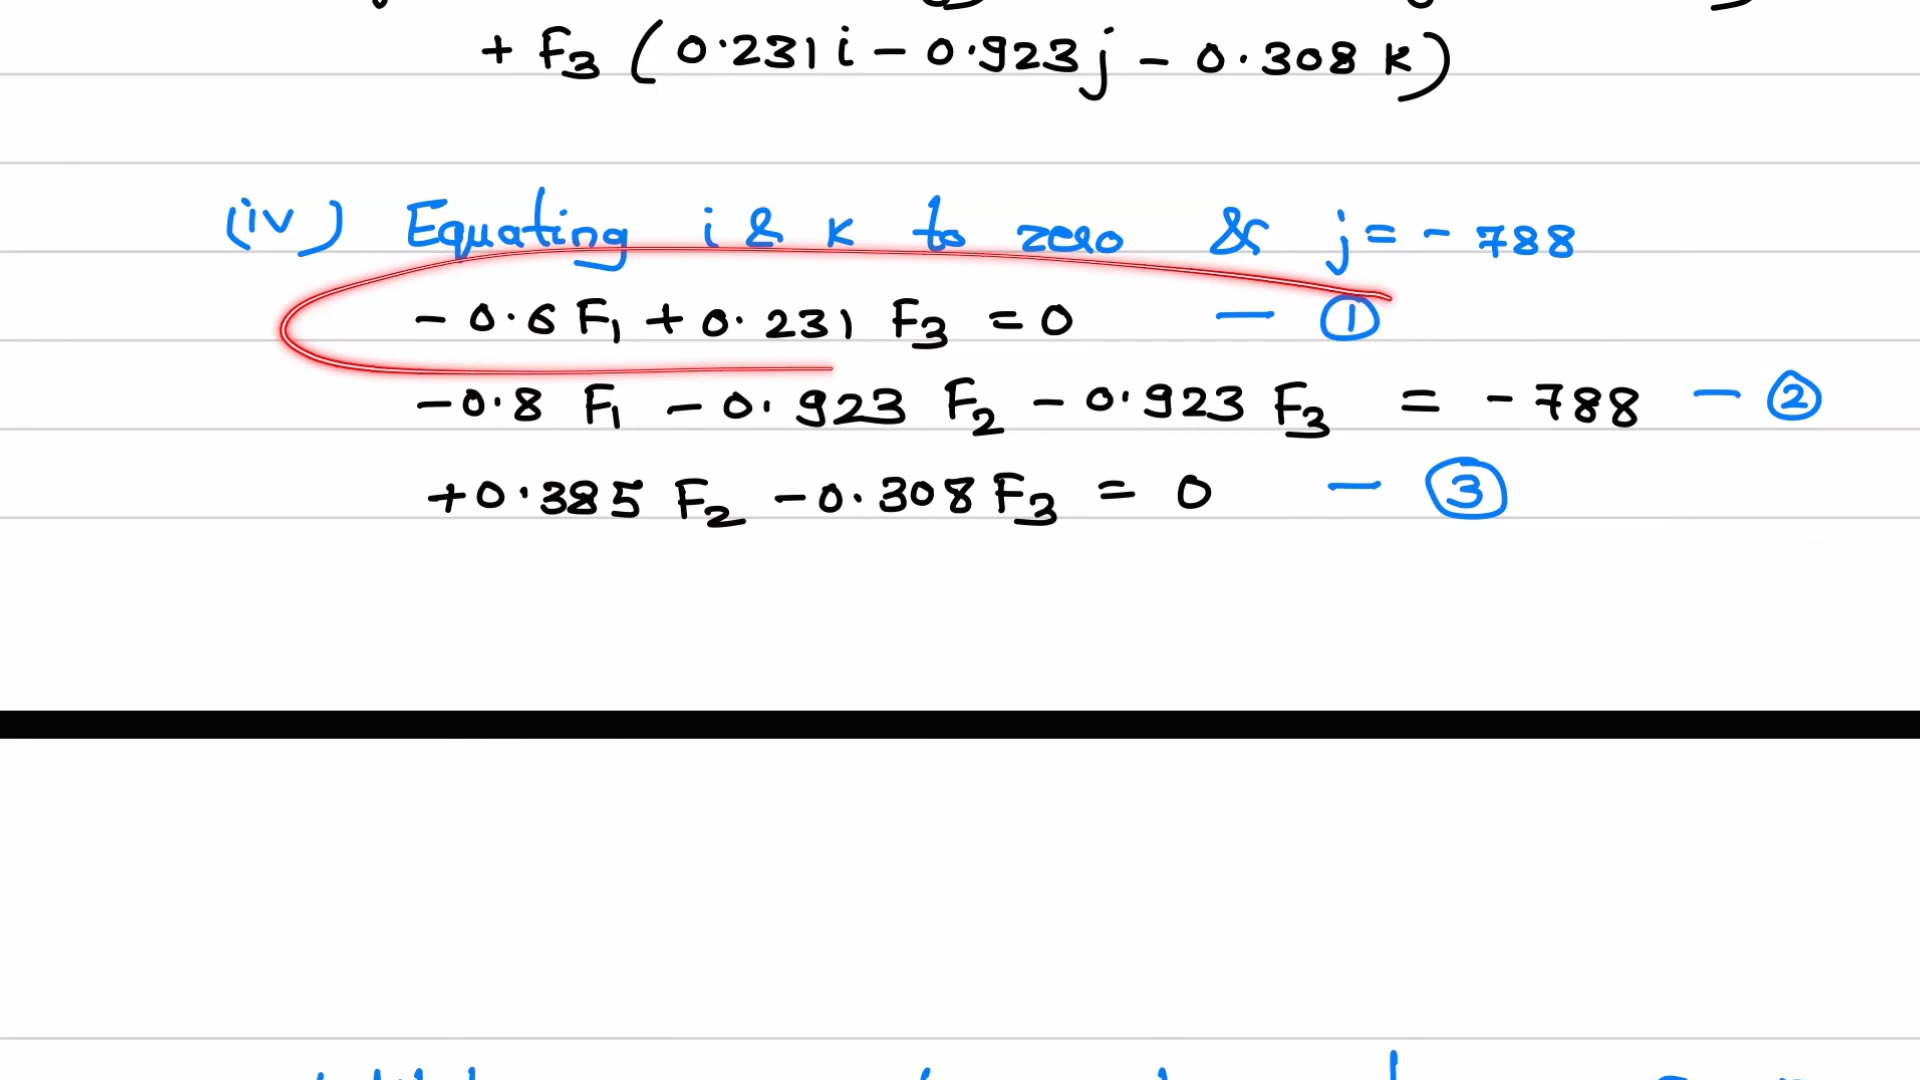 + F3 (0.231 i - 0.923 j - 0.308 k)
(iv) Equating i & k to zero & j = - 788
- 0.6 F1 + 0.231 F3 = 0 — ①
-0.8 F1 - 0.923 F2 - 0.923 F3 = - 788 — ②
+0.385 F2 - 0.308 F3 = 0 — ③